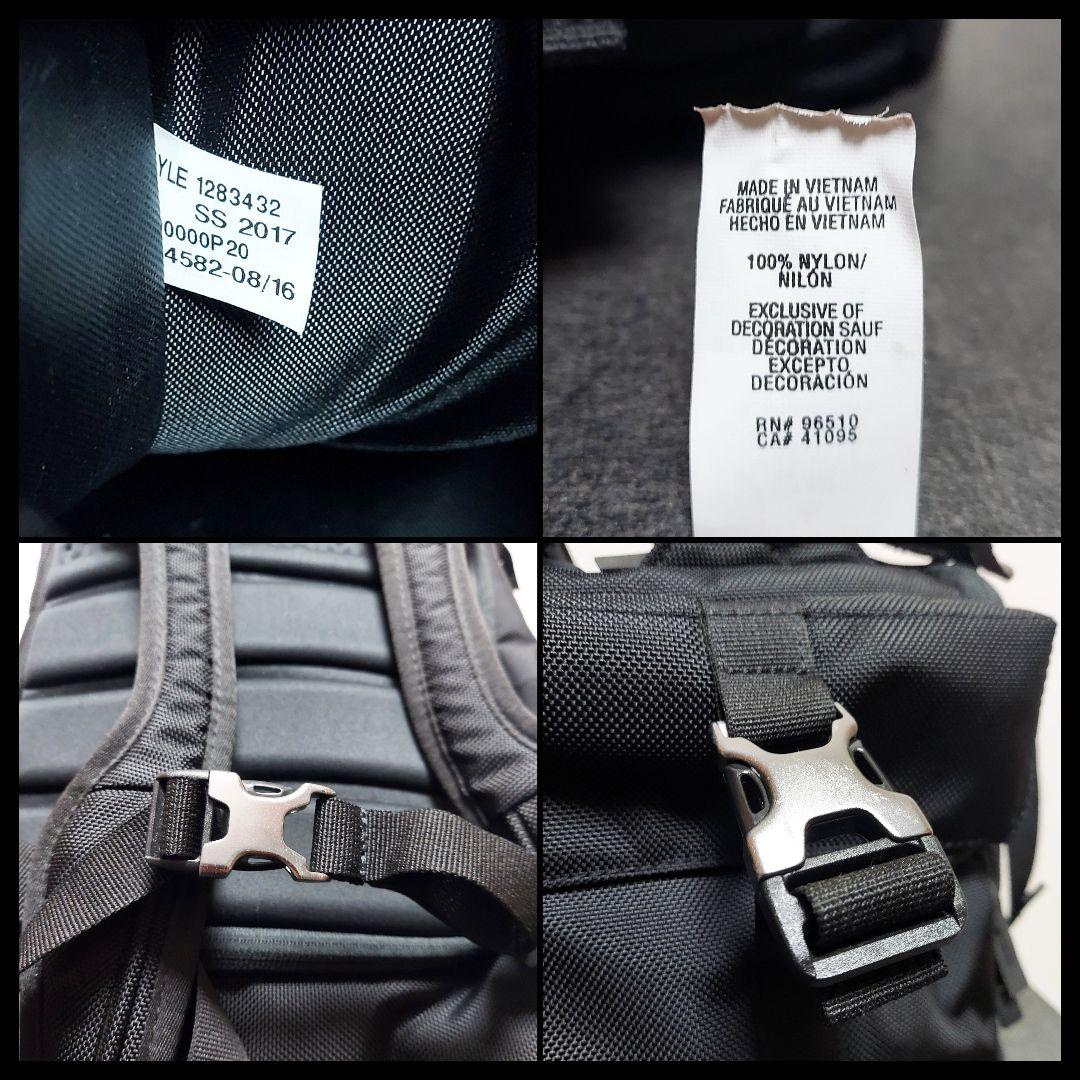 YLE 1283432
SS 2017
0000P20
4582-08/16
MADE IN VIETNAM
FABRIQUÉ AU VIETNAM
HECHO EN VIETNAM
100% NYLON/
NILÓN
EXCLUSIVE OF
DECORATION SAUF
DÉCORATION
EXCEPTO
DECORACIÓN
RN# 96510
CA# 41095